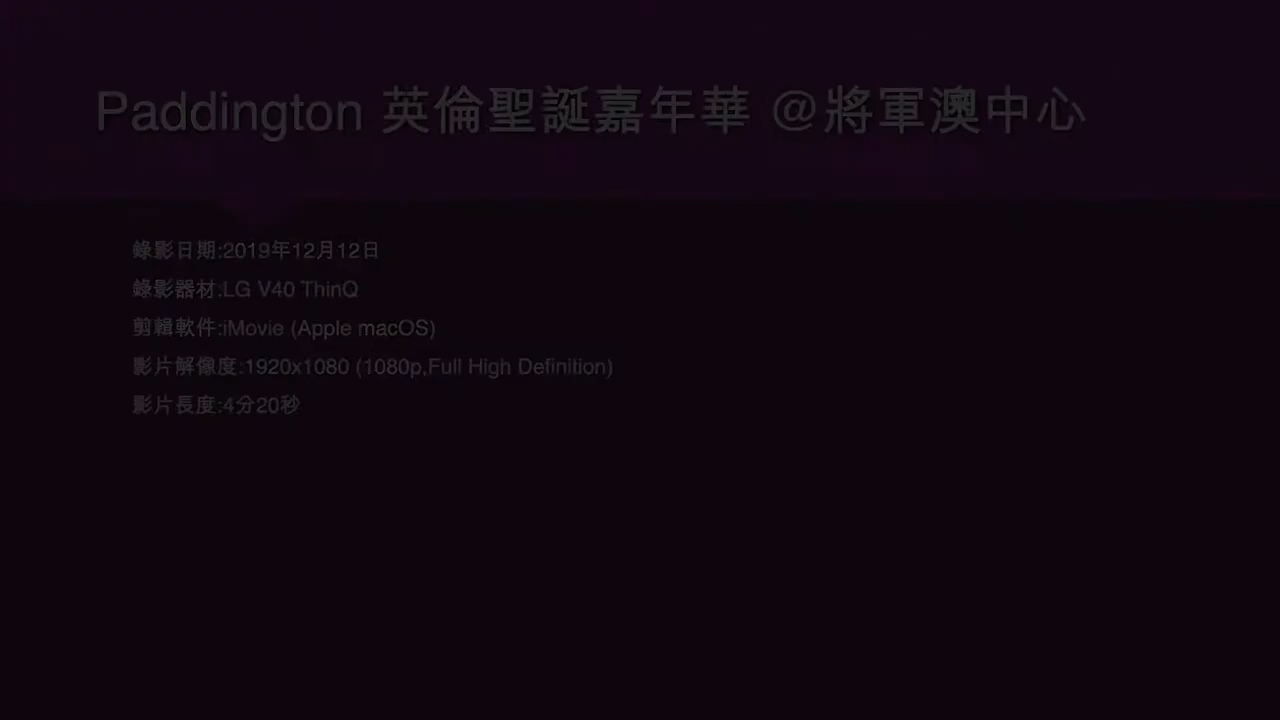 Paddington 英倫聖誕嘉年華 @將軍澳中心
錄影日期:2019年12月12日
錄影器材:LG V40 ThinQ
剪輯軟件:iMovie (Apple macOS)
影片解像度:1920x1080 (1080p,Full High Definition)
影片長度:4分20秒